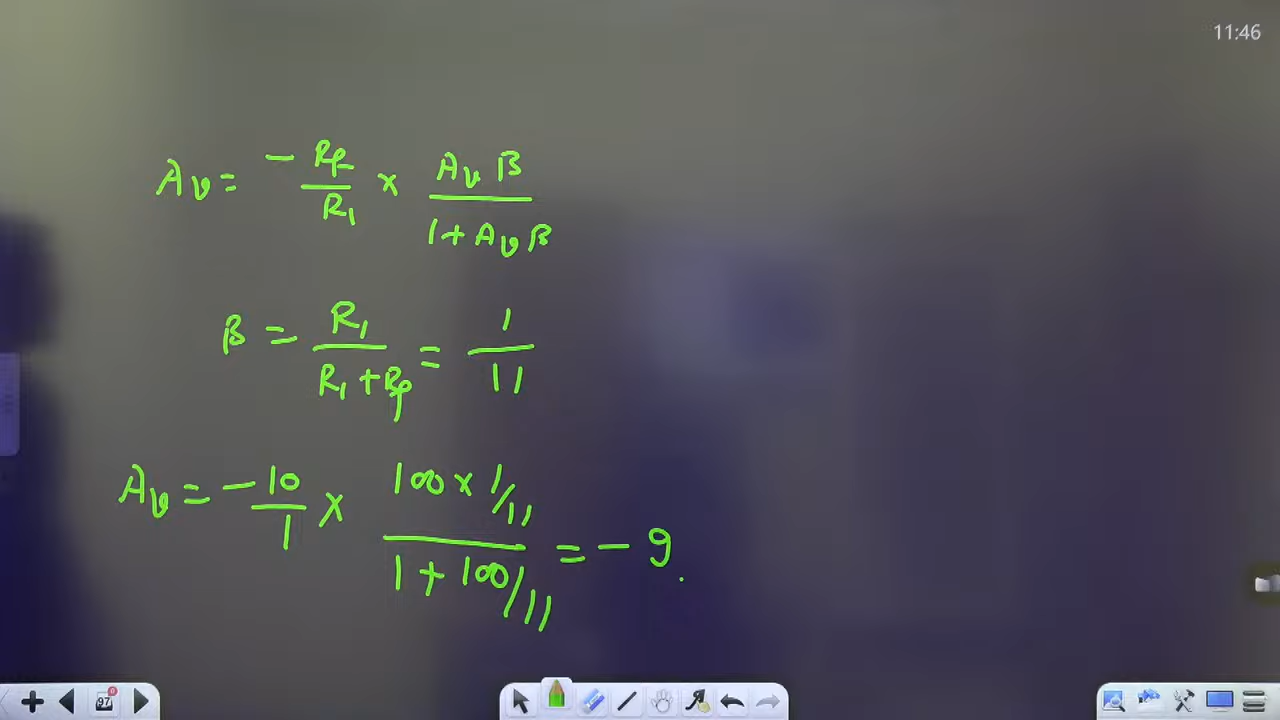 11:46
Av = -Rf/R1 × AvB/(1+AvB)
B = R1/(R1+Rf) = 1/11
Av = -10/1 × (100×1/11)/(1+100/11) = -9.
97